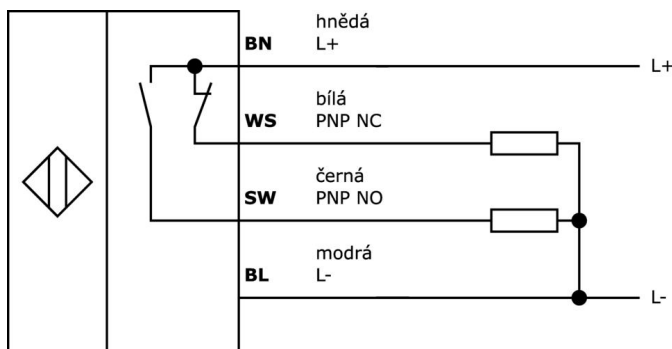 hnědá
BN L+
L+
bílá
WS PNP NC
černá
SW PNP NO
modrá
BL L-
L-